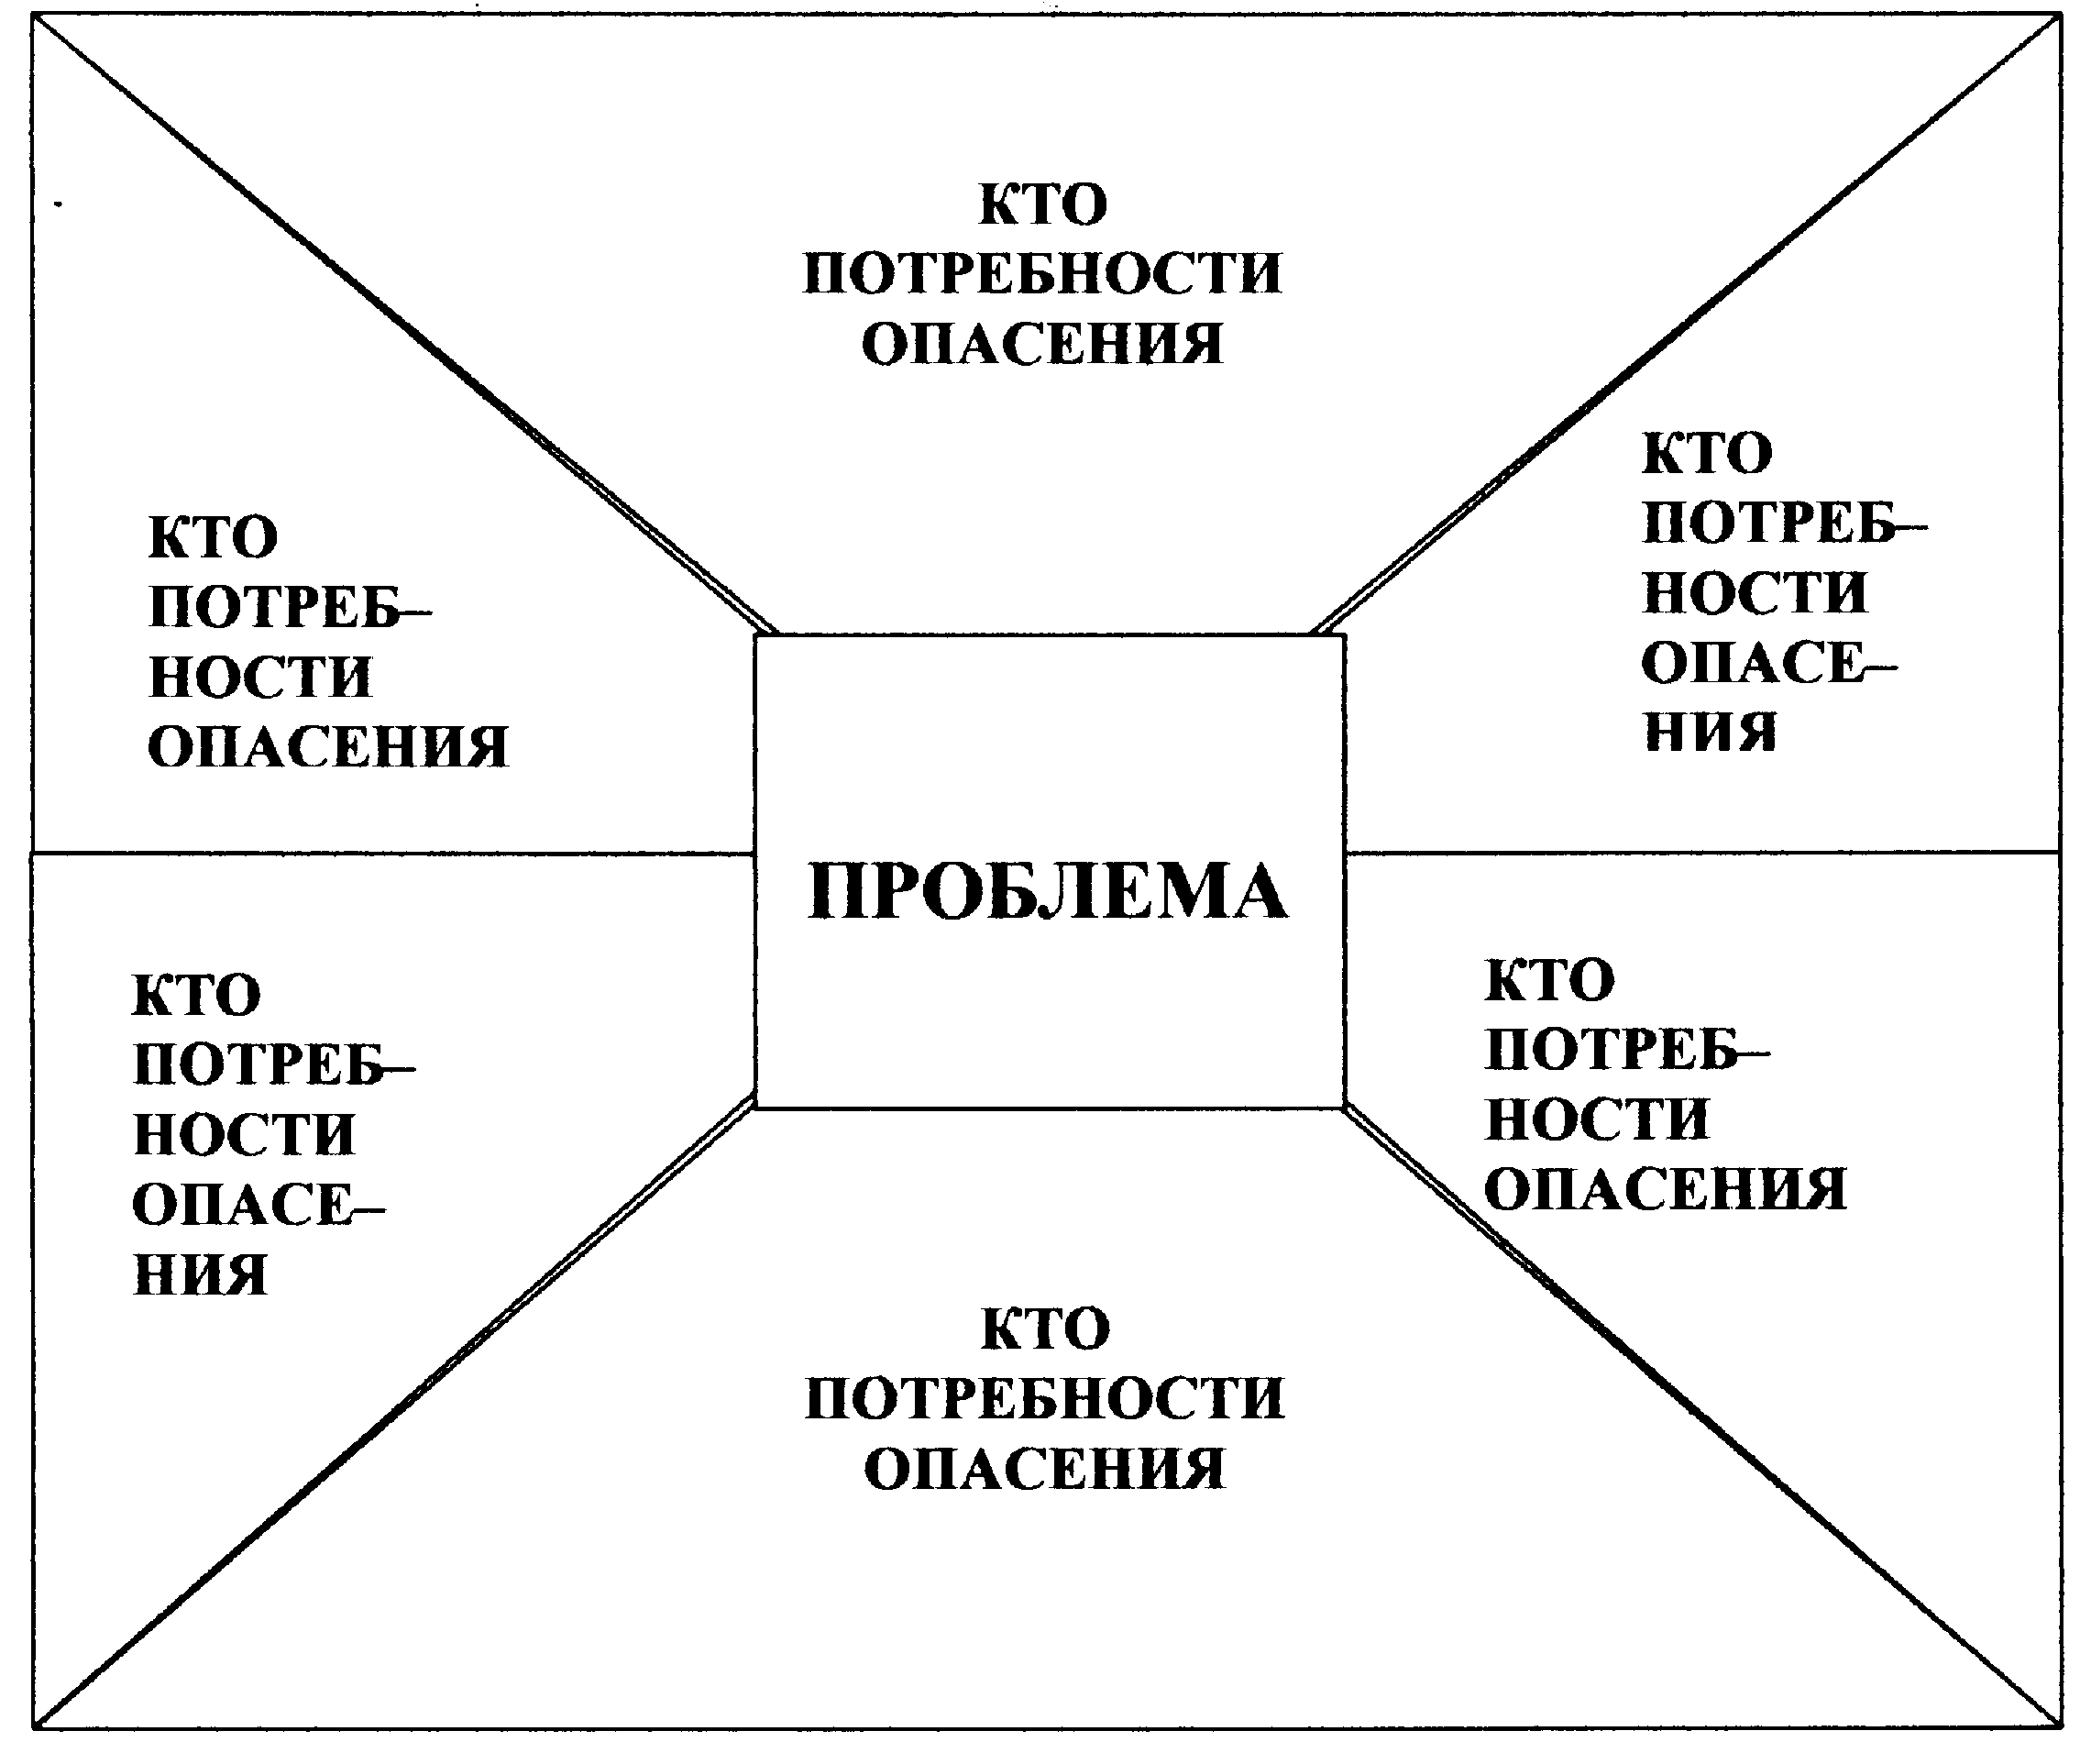 КТО
ПОТРЕБНОСТИ
ОПАСЕНИЯ
КТО
ПОТРЕБ–
НОСТИ
ОПАСЕНИЯ
КТО
ПОТРЕБ–
НОСТИ
ОПАСЕ–
НИЯ
ПРОБЛЕМА
КТО
ПОТРЕБ–
НОСТИ
ОПАСЕ–
НИЯ
КТО
ПОТРЕБ–
НОСТИ
ОПАСЕНИЯ
КТО
ПОТРЕБНОСТИ
ОПАСЕНИЯ